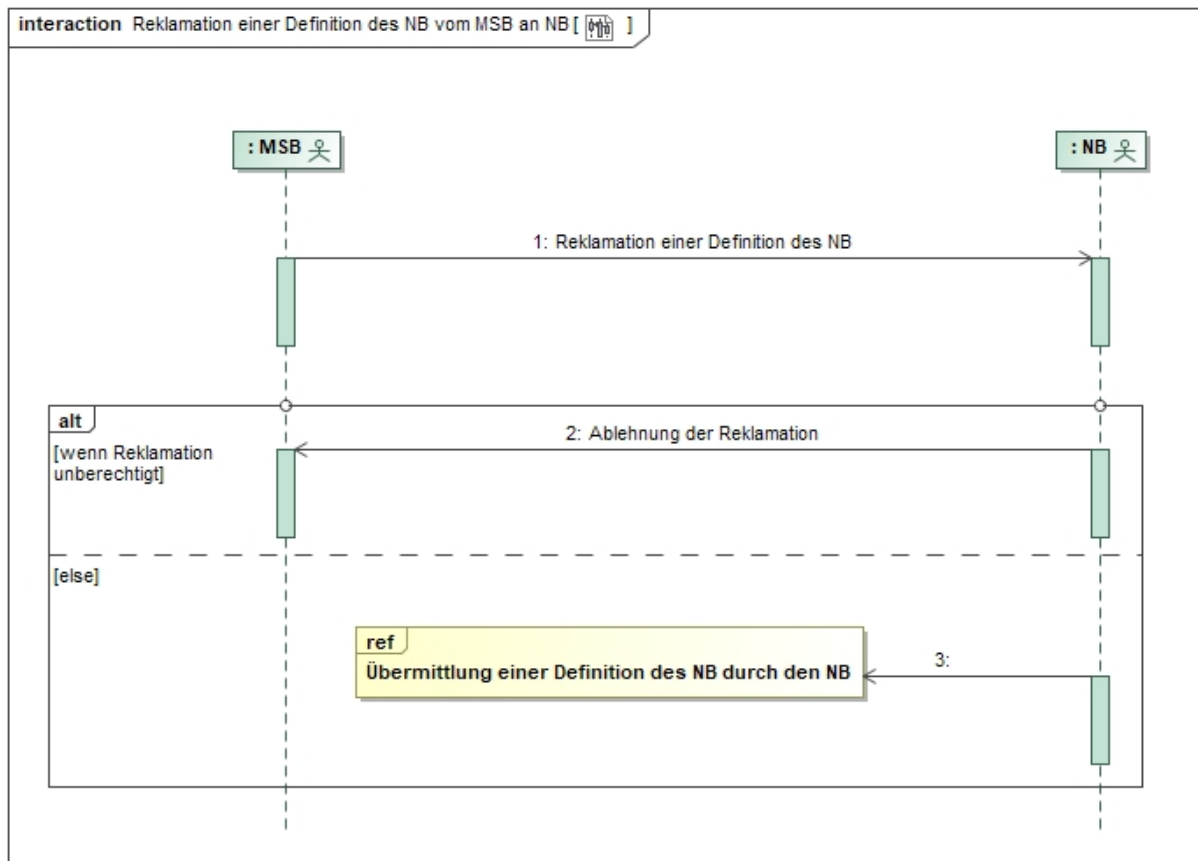 interaction Reklamation einer Definition des NB vom MSB an NB [ ]
: MSB
: NB
1: Reklamation einer Definition des NB
alt
[wenn Reklamation
unberechtigt]
2: Ablehnung der Reklamation
[else]
ref
Übermittlung einer Definition des NB durch den NB
3: